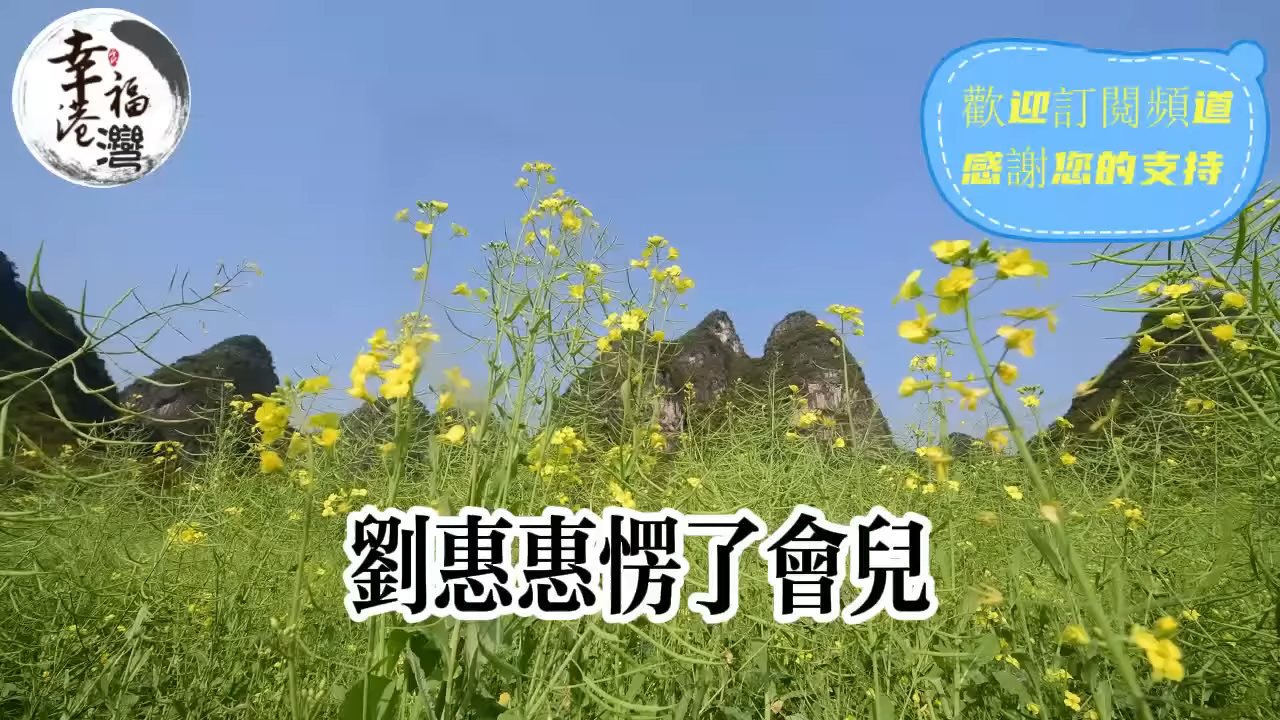 幸福
港灣
歡迎訂閱頻道
感謝您的支持
劉惠惠愣了會兒